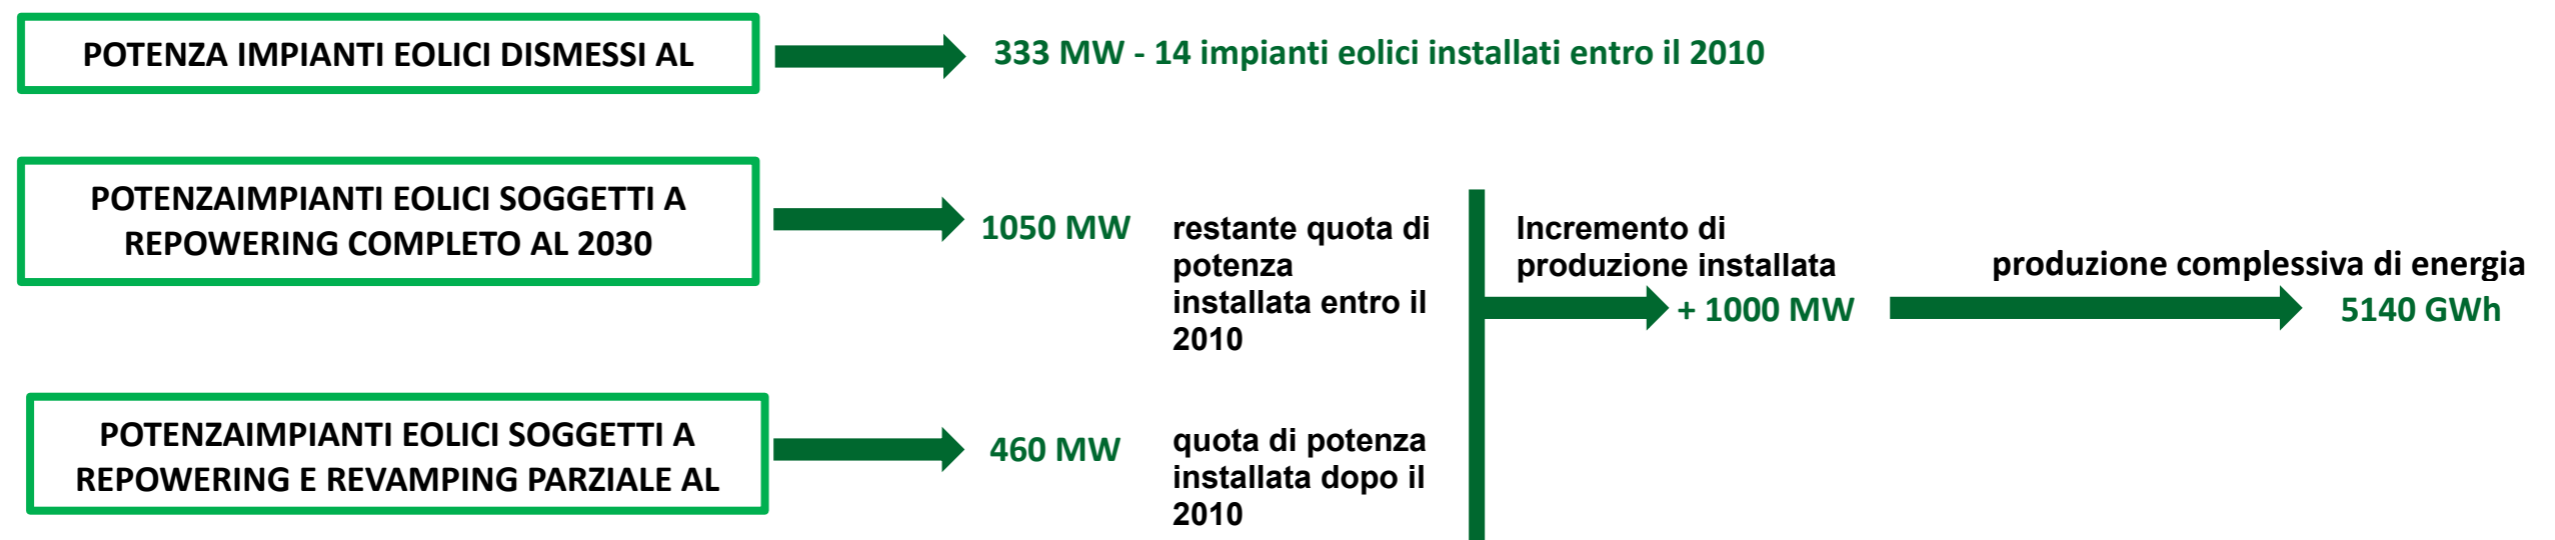 POTENZA IMPIANTI EOLICI DISMESSI AL
333 MW - 14 impianti eolici installati entro il 2010
POTENZAIMPIANTI EOLICI SOGGETTI A
REPOWERING COMPLETO AL 2030
1050 MW
restante quota di
potenza
installata entro il
2010
Incremento di
produzione installata
+ 1000 MW
produzione complessiva di energia
5140 GWh
POTENZAIMPIANTI EOLICI SOGGETTI A
REPOWERING E REVAMPING PARZIALE AL
460 MW
quota di potenza
installata dopo il
2010